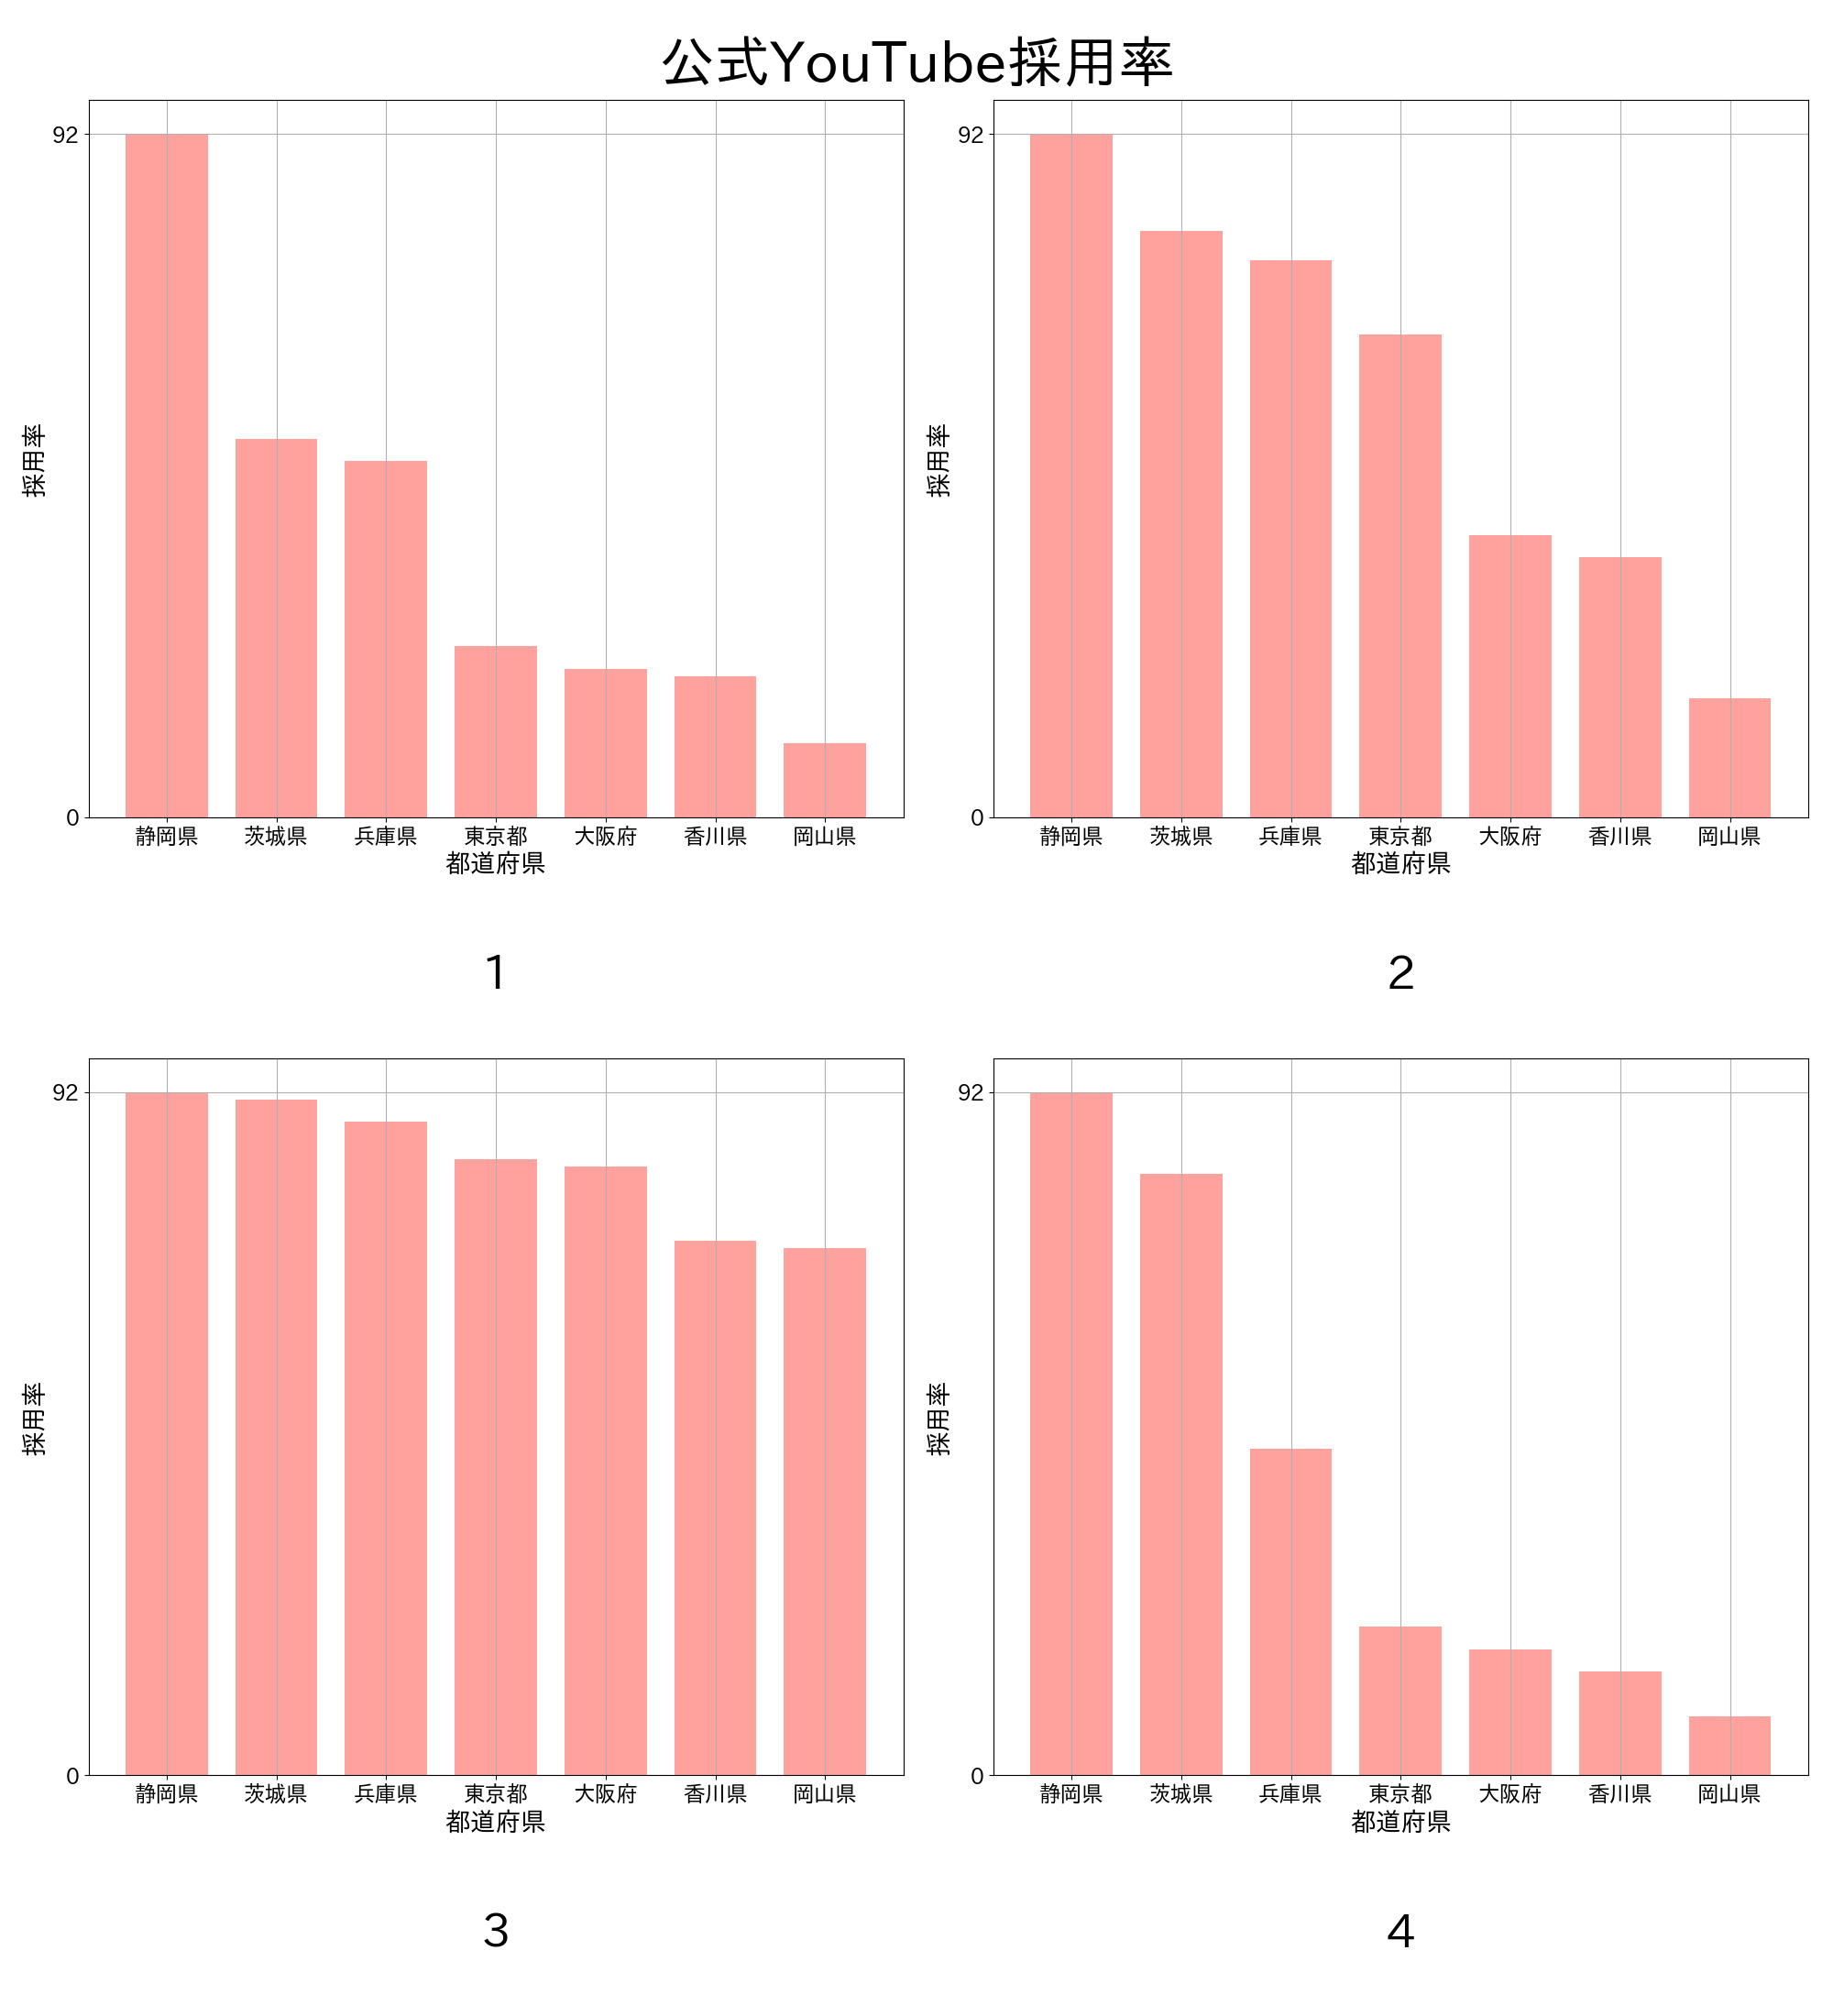 公式YouTube採用率
92
0
採用率
静岡県 茨城県 兵庫県 東京都 大阪府 香川県 岡山県
都道府県
1
92
0
採用率
静岡県 茨城県 兵庫県 東京都 大阪府 香川県 岡山県
都道府県
2
92
0
採用率
静岡県 茨城県 兵庫県 東京都 大阪府 香川県 岡山県
都道府県
3
92
0
採用率
静岡県 茨城県 兵庫県 東京都 大阪府 香川県 岡山県
都道府県
4